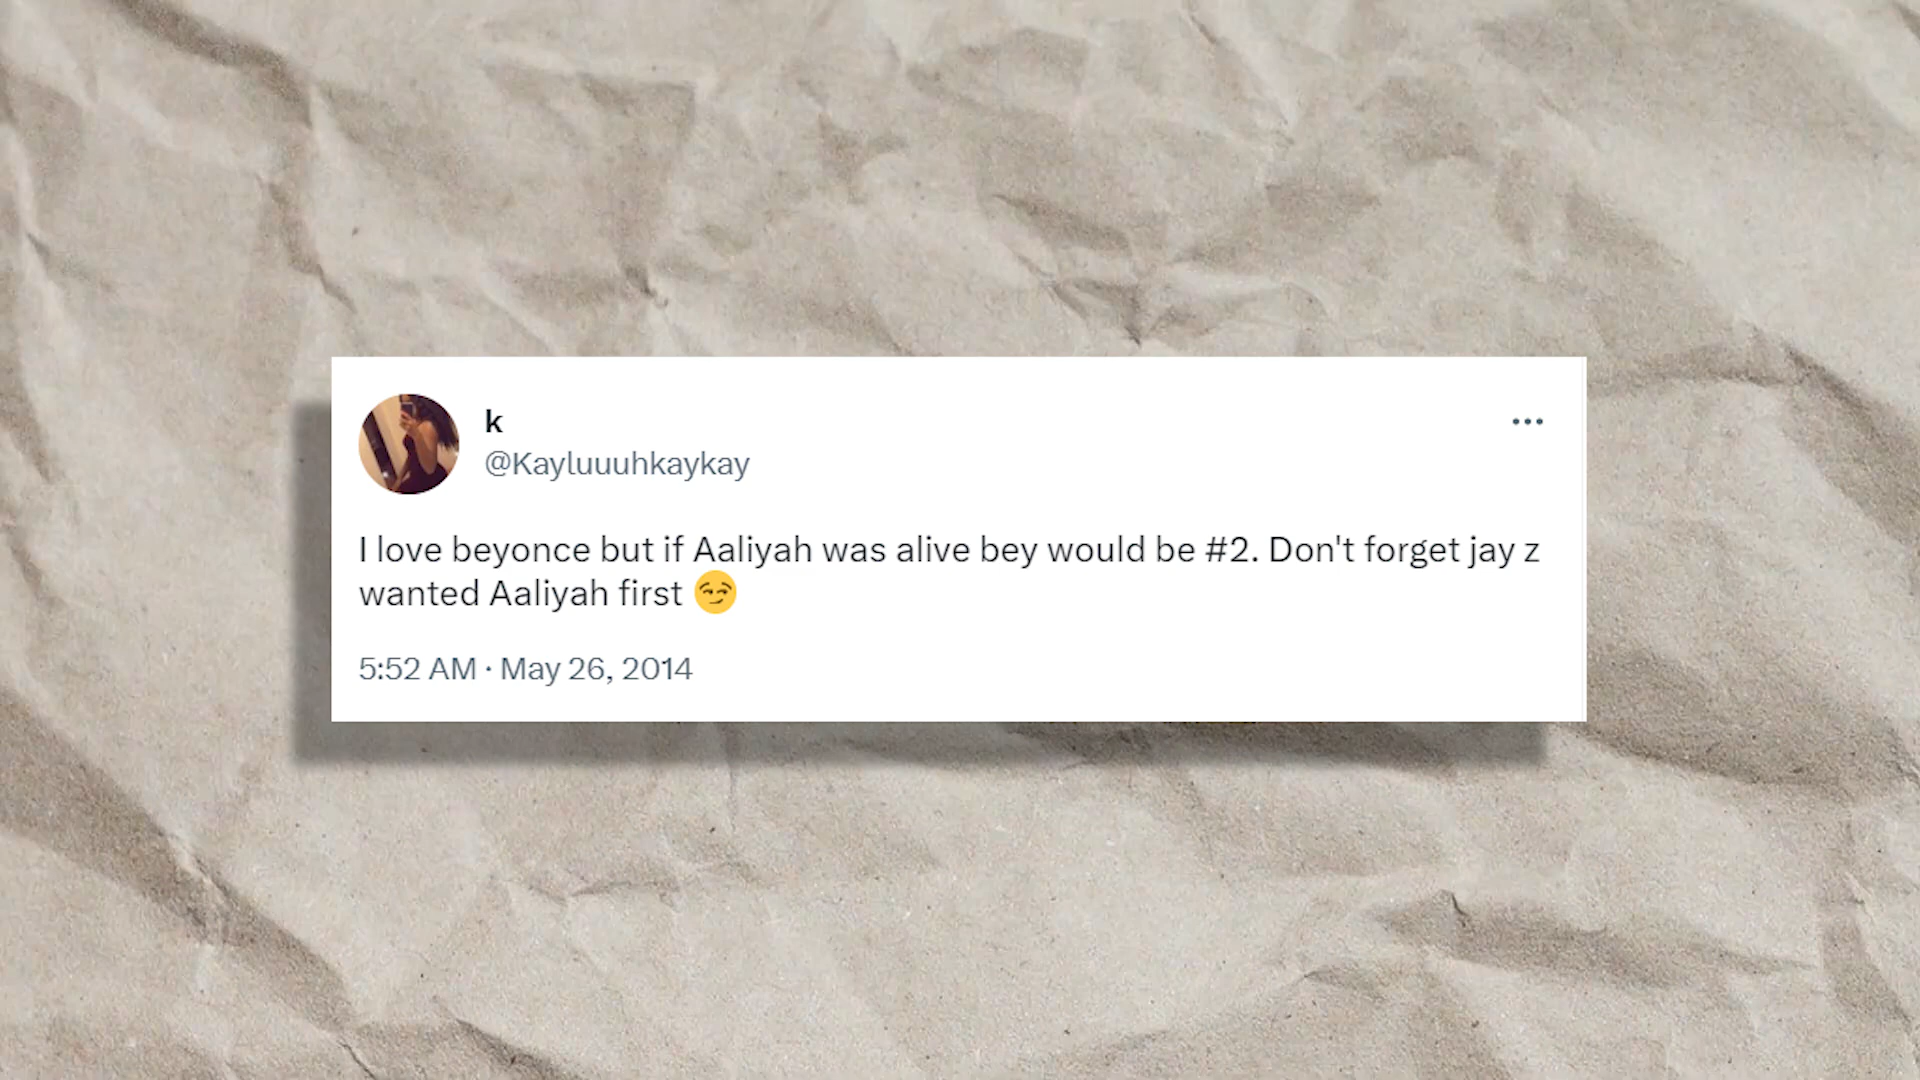 k
@Kayluuuhkaykay
I love beyonce but if Aaliyah was alive bey would be #2. Don't forget jay z
wanted Aaliyah first 😏
5:52 AM · May 26, 2014